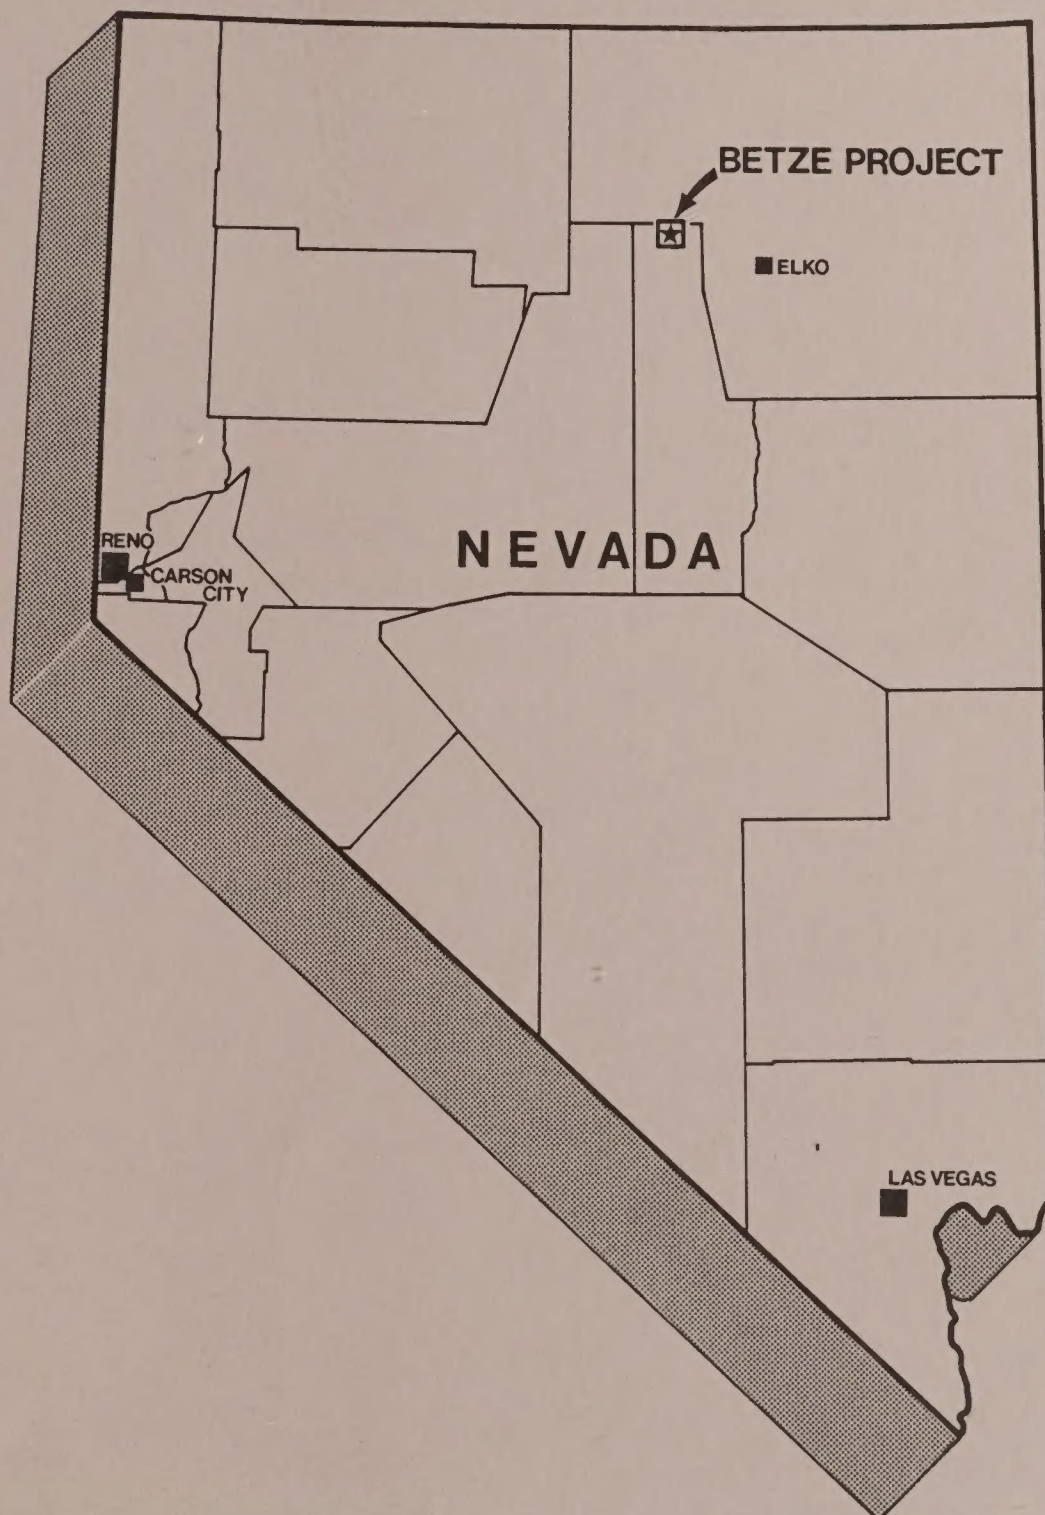 BETZE PROJECT
ELKO
NEVADA
RENO
CARSON
CITY
LAS VEGAS